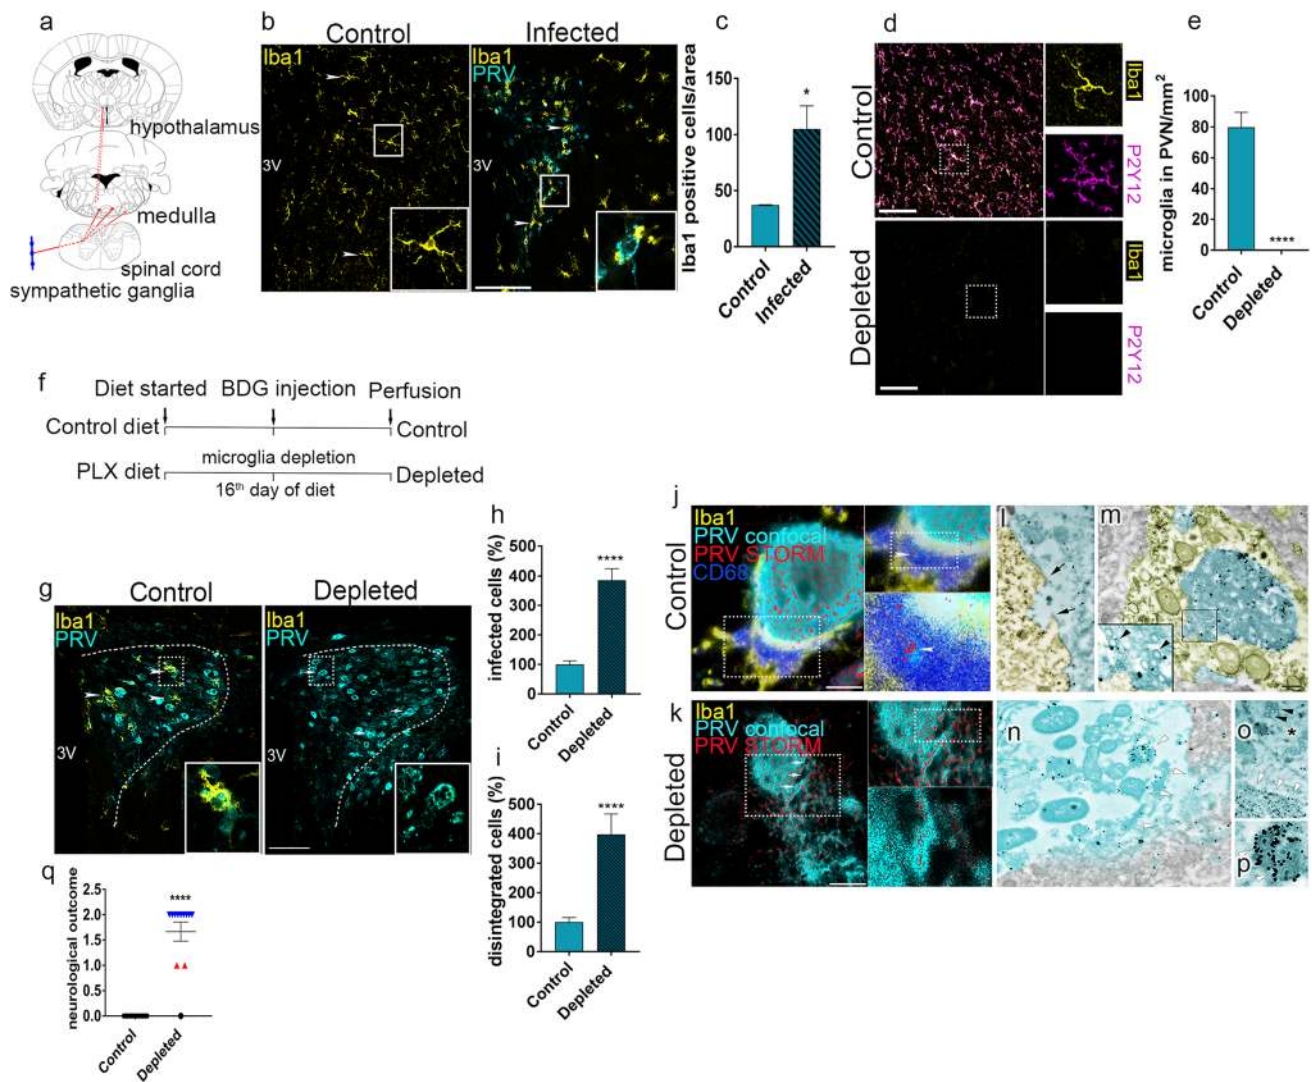 a
hypothalamus
medulla
spinal cord
sympathetic ganglia
b
Control
Infected
Iba1
3V
Iba1
PRV
3V
c
Iba1 positive cells/area
150
100
50
0
*
Control
Infected
d
Control
Depleted
Iba1
P2Y12
Iba1
P2Y12
e
microglia in PVN/mm²
100
80
60
40
20
0
****
Control
Depleted
f
Diet started
BDG injection
Perfusion
Control diet
Control
PLX diet
microglia depletion
Depleted
16th day of diet
g
Control
Depleted
Iba1
PRV
3V
Iba1
PRV
3V
h
infected cells (%)
500
400
300
200
100
0
****
Control
Depleted
i
disintegrated cells (%)
500
400
300
200
100
0
****
Control
Depleted
j
Control
Iba1
PRV confocal
PRV STORM
CD68
k
Depleted
Iba1
PRV confocal
PRV STORM
l
m
n
o
*
p
q
neurological outcome
2.5
2.0
1.5
1.0
0.5
0.0
****
Control
Depleted